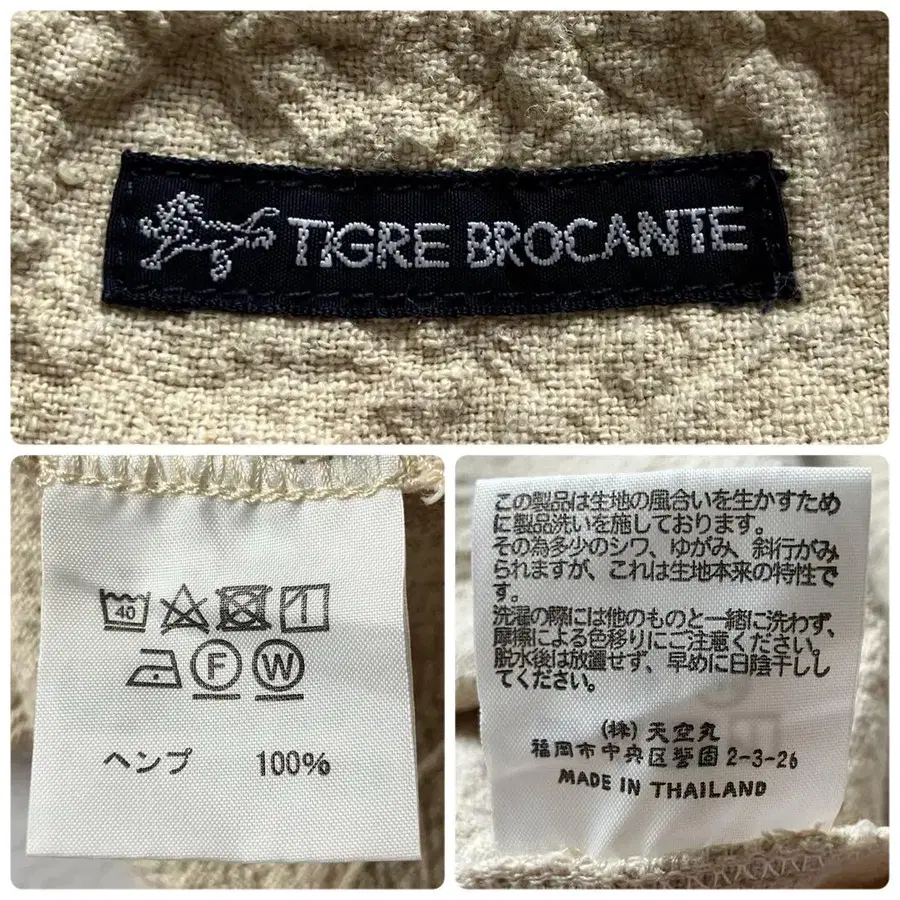 TIGRE BROCANTE
40
F W
ヘンプ 100%
この製品は生地の風合いを生かすため
に製品洗いを施しております。
その為多少のシワ、ゆがみ、斜行がみ
られますが、これは生地本来の特性で
す。
洗濯の際には他のものと一緒に洗わず、
摩擦による色移りにご注意ください。
脱水後は放置せず、早めに日陰干しし
てください。
(株) 天空丸
福岡市中央区警固2-3-26
MADE IN THAILAND